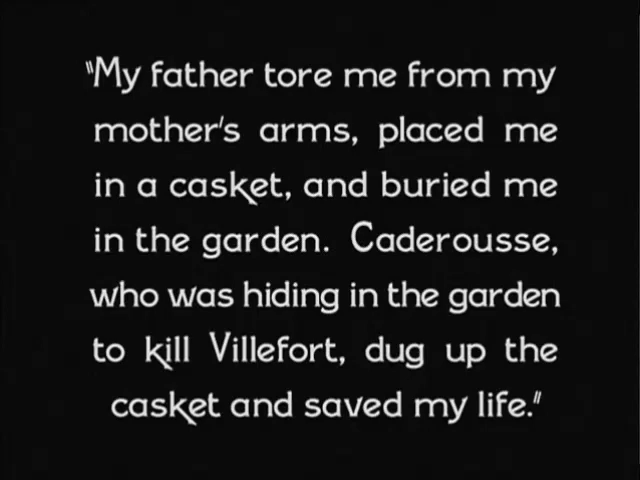 "My father tore me from my
mother's arms, placed me
in a casket, and buried me
in the garden. Caderousse,
who was hiding in the garden
to kill Villefort, dug up the
casket and saved my life."